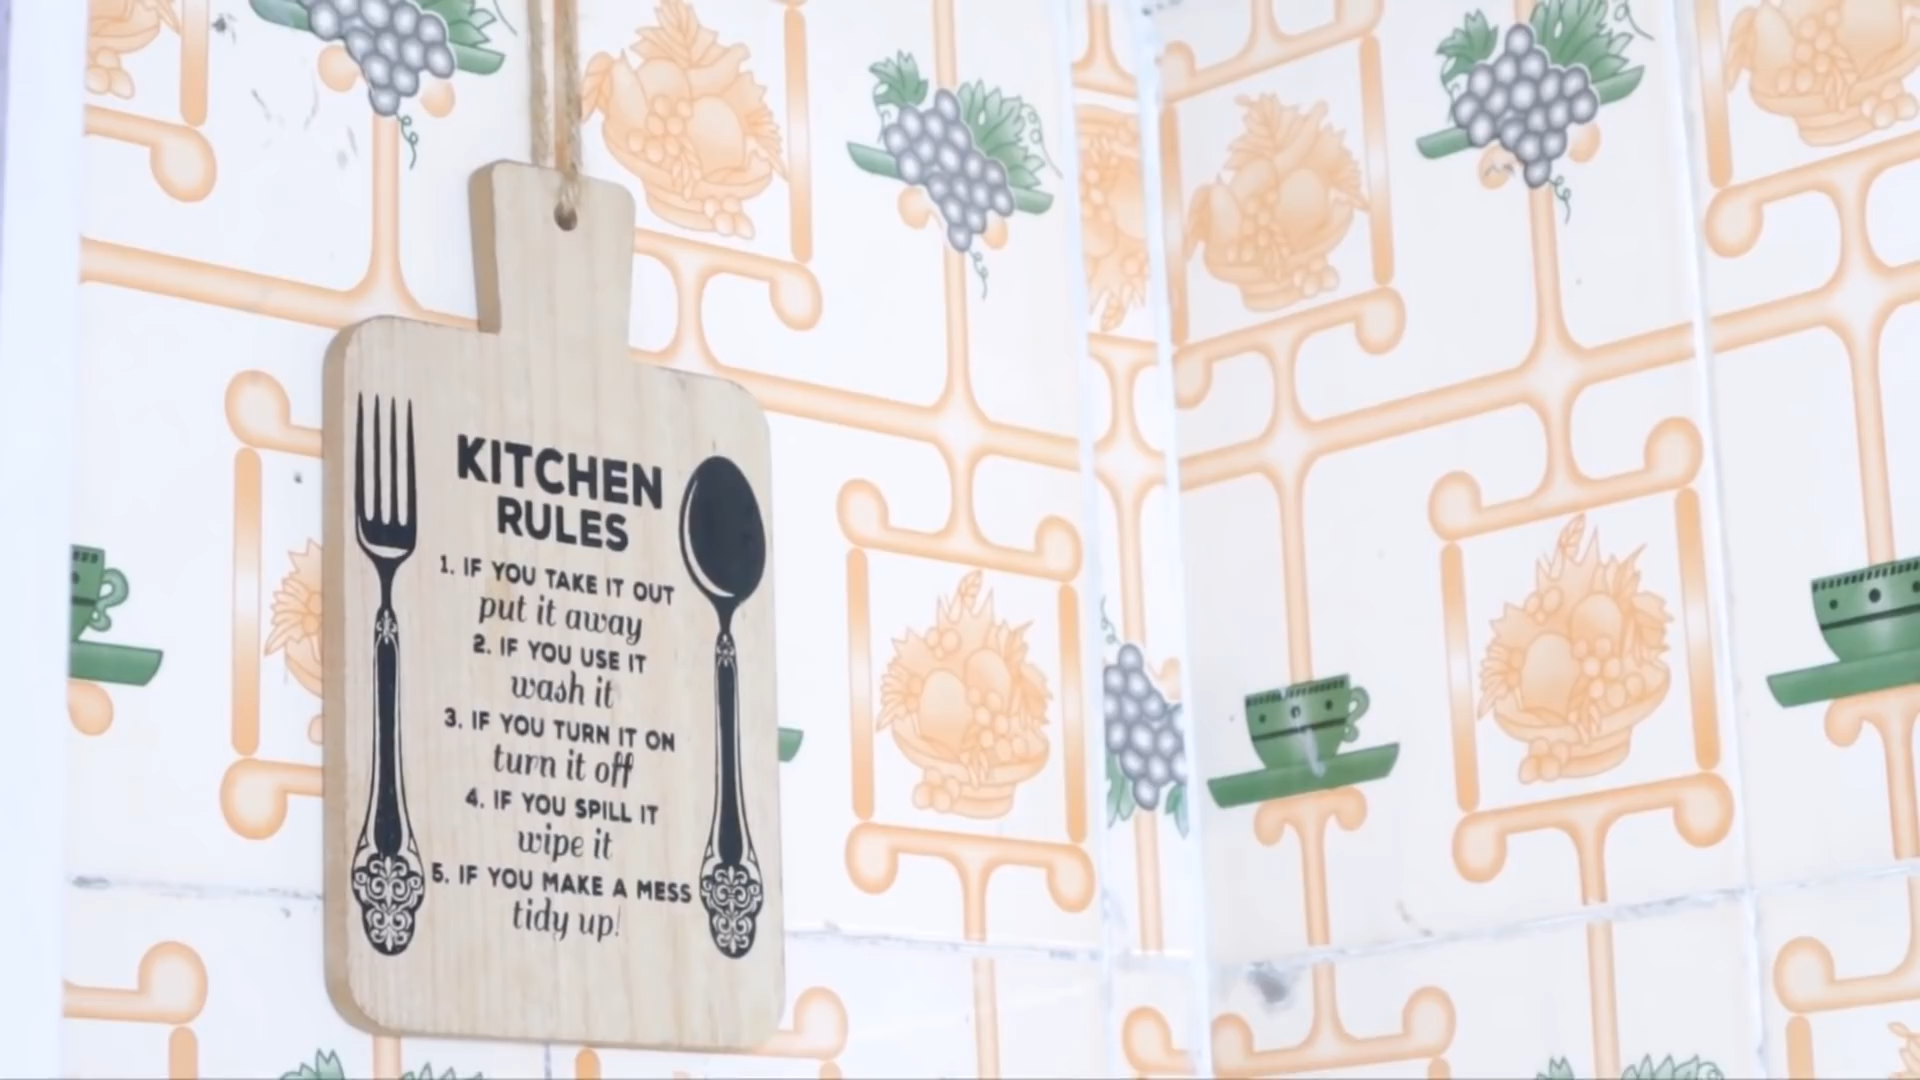 KITCHEN
RULES
1. IF YOU TAKE IT OUT
put it away
2. IF YOU USE IT
wash it
3. IF YOU TURN IT ON
turn it off
4. IF YOU SPILL IT
wipe it
5. IF YOU MAKE A MESS
tidy up!